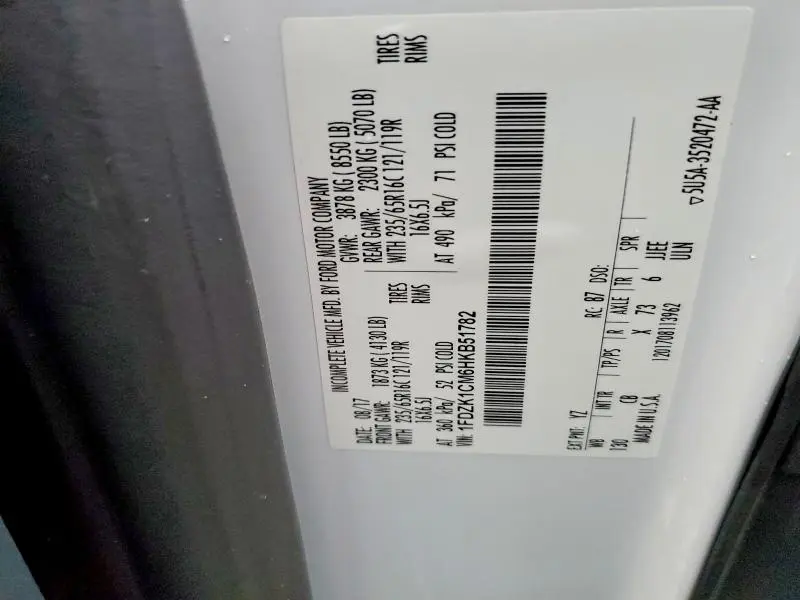 INCOMPLETE VEHICLE MFD. BY FORD MOTOR COMPANY
DATE: 08/17 GVWR: 3878 KG ( 8550 LB)
FRONT GAWR: 1873 KG ( 4130 LB) REAR GAWR: 2300 KG ( 5070 LB)
WITH 235/65R16C 121/119R TIRES WITH 235/65R16C 121/119R TIRES
16X6.5J RIMS 16X6.5J RIMS
AT 360 kPa/ 52 PSI COLD AT 490 kPa/ 71 PSI COLD
VIN: 1FDZK1CM6HKB51782
EXT PNT: YZ RC: 87 DSO:
WB INT TR TP/PS R AXLE TR SPR
130 CB X 73 6 JJEE
MADE IN U.S.A. 1201708113962 ULN
▽5U5A-3520472-AA